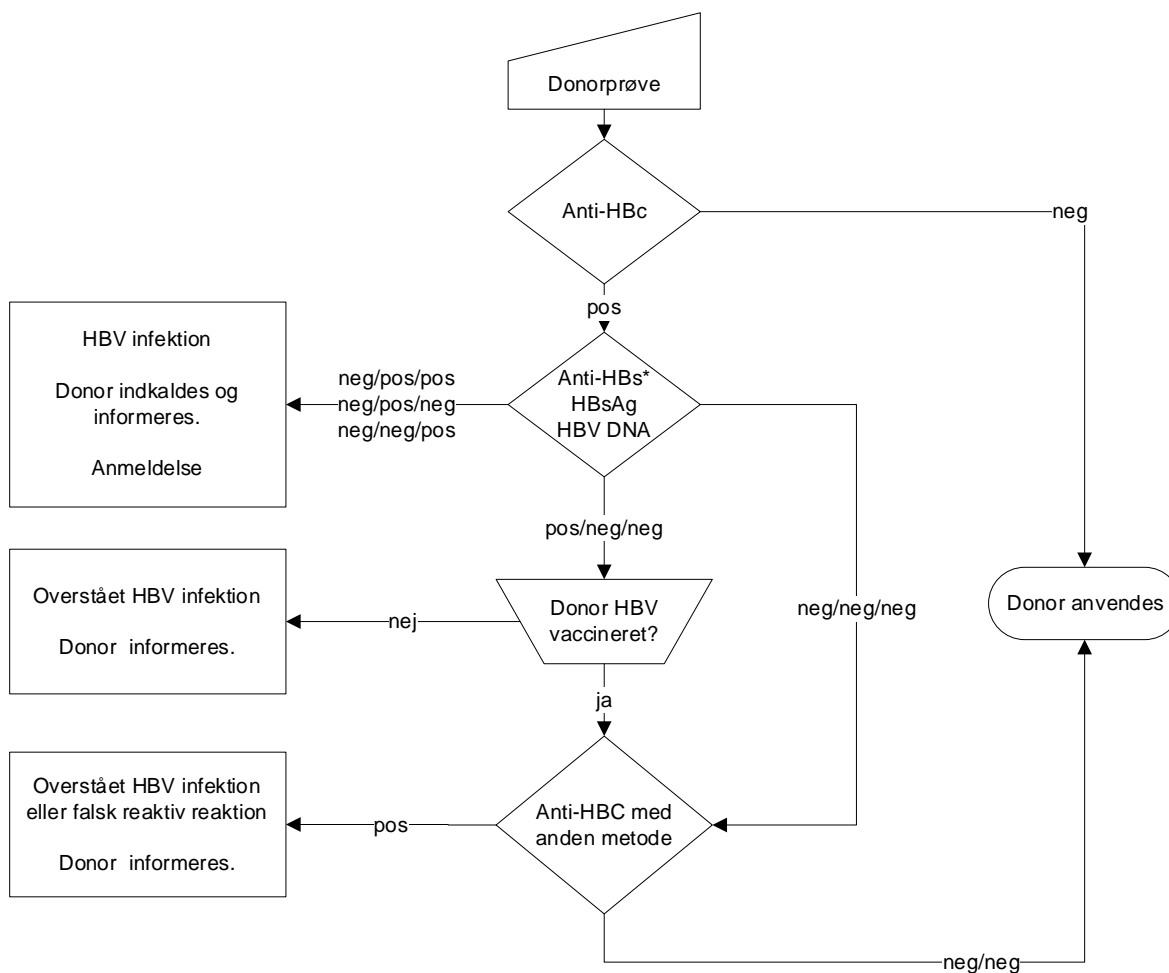 Donorprøve
Anti-HBc
neg
pos
HBV infektion
Donor indkaldes og
informeres.
Anmeldelse
neg/pos/pos
neg/pos/neg
neg/neg/pos
Anti-HBs*
HBsAg
HBV DNA
pos/neg/neg
Overstået HBV infektion
Donor informeres.
nej
Donor HBV
vaccineret?
neg/neg/neg
Donor anvendes
ja
Overstået HBV infektion
eller falsk reaktiv reaktion
Donor informeres.
pos
Anti-HBC med
anden metode
neg/neg